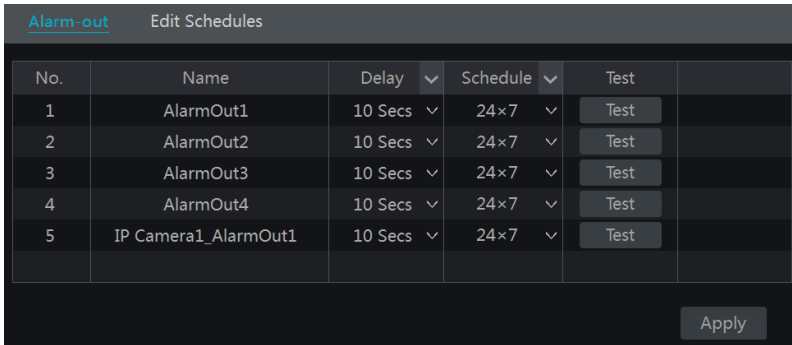 Alarm-out Edit Schedules
No. Name Delay Schedule Test
1 AlarmOut1 10 Secs 24×7 Test
2 AlarmOut2 10 Secs 24×7 Test
3 AlarmOut3 10 Secs 24×7 Test
4 AlarmOut4 10 Secs 24×7 Test
5 IP Camera1_AlarmOut1 10 Secs 24×7 Test
Apply